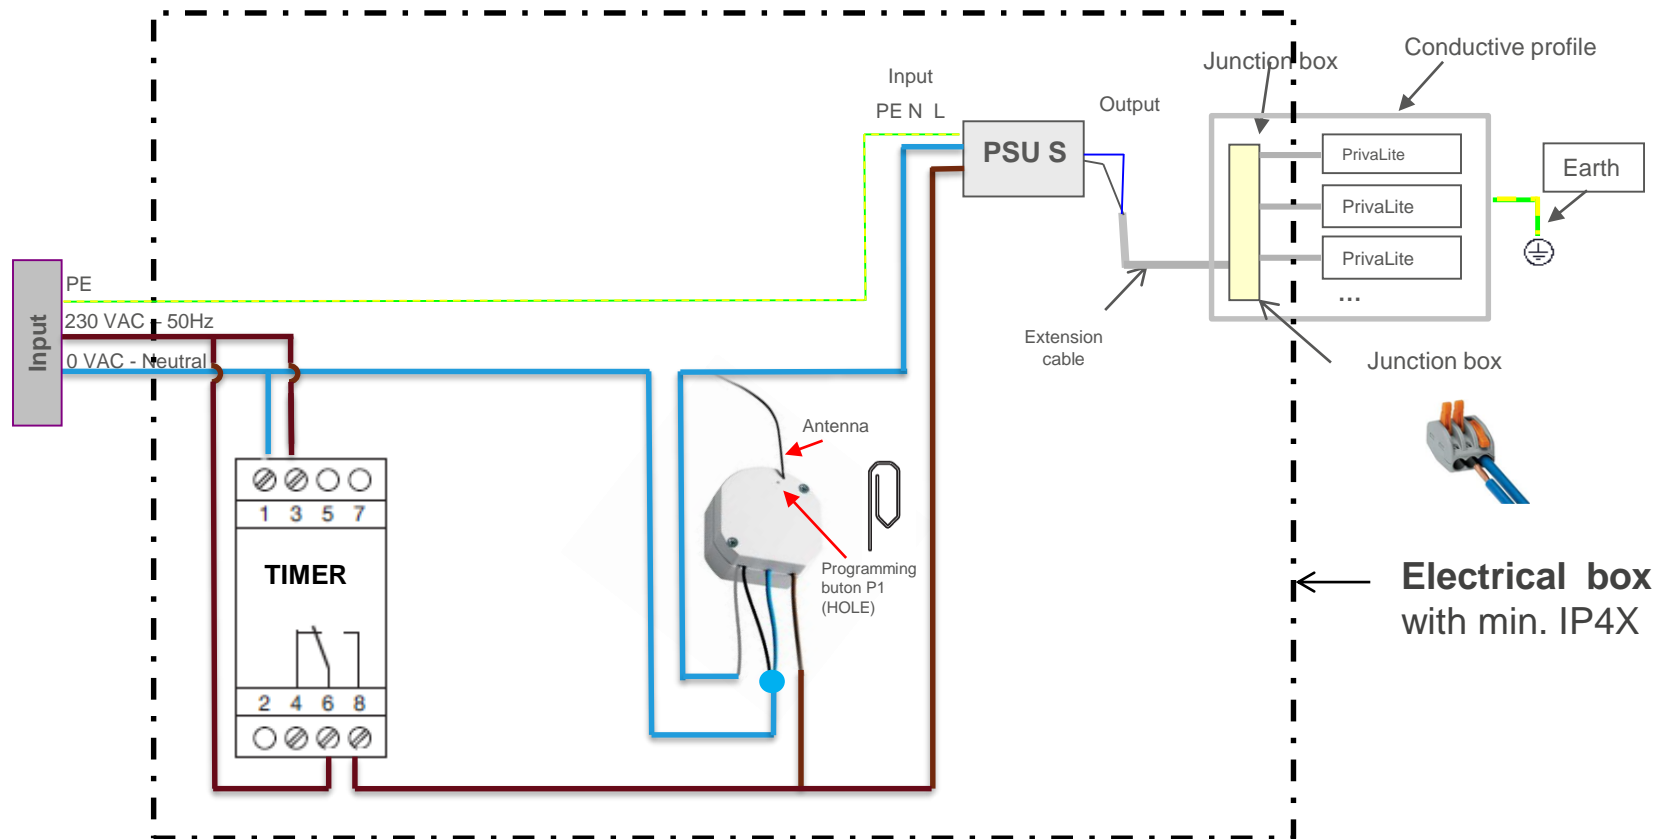 Junction box
Conductive profile
Input
PE N L
Output
PSU S
PrivaLite
PrivaLite
PrivaLite
...
Earth
Input
PE
230 VAC - 50Hz
0 VAC - Neutral
Extension
cable
Junction box
Antenna
1 3 5 7
TIMER
2 4 6 8
Programming
buton P1
(HOLE)
Electrical box
with min. IP4X